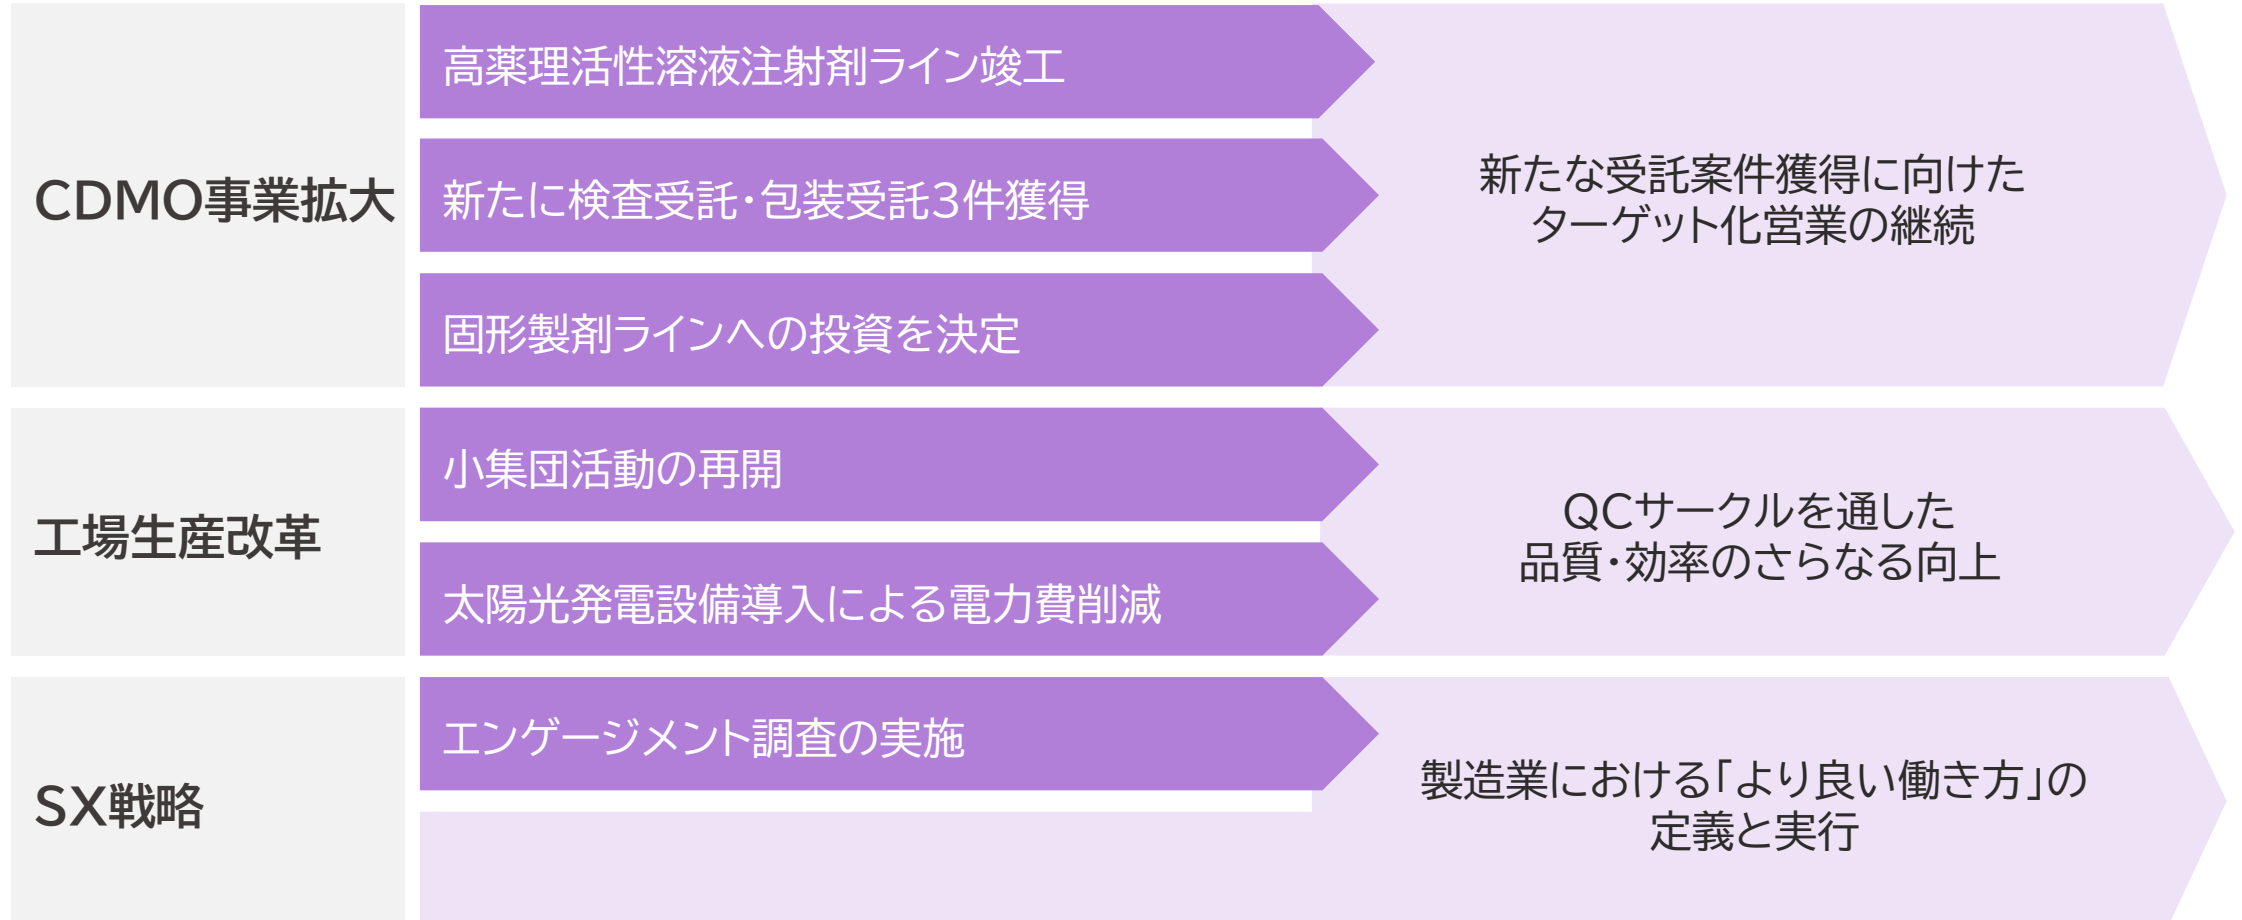 CDMO事業拡大
高薬理活性溶液注射剤ライン竣工
新たに検査受託・包装受託３件獲得
固形製剤ラインへの投資を決定
新たな受託案件獲得に向けた
ターゲット化営業の継続
工場生産改革
小集団活動の再開
太陽光発電設備導入による電力費削減
QCサークルを通した
品質・効率のさらなる向上
SX戦略
エンゲージメント調査の実施
製造業における「より良い働き方」の
定義と実行